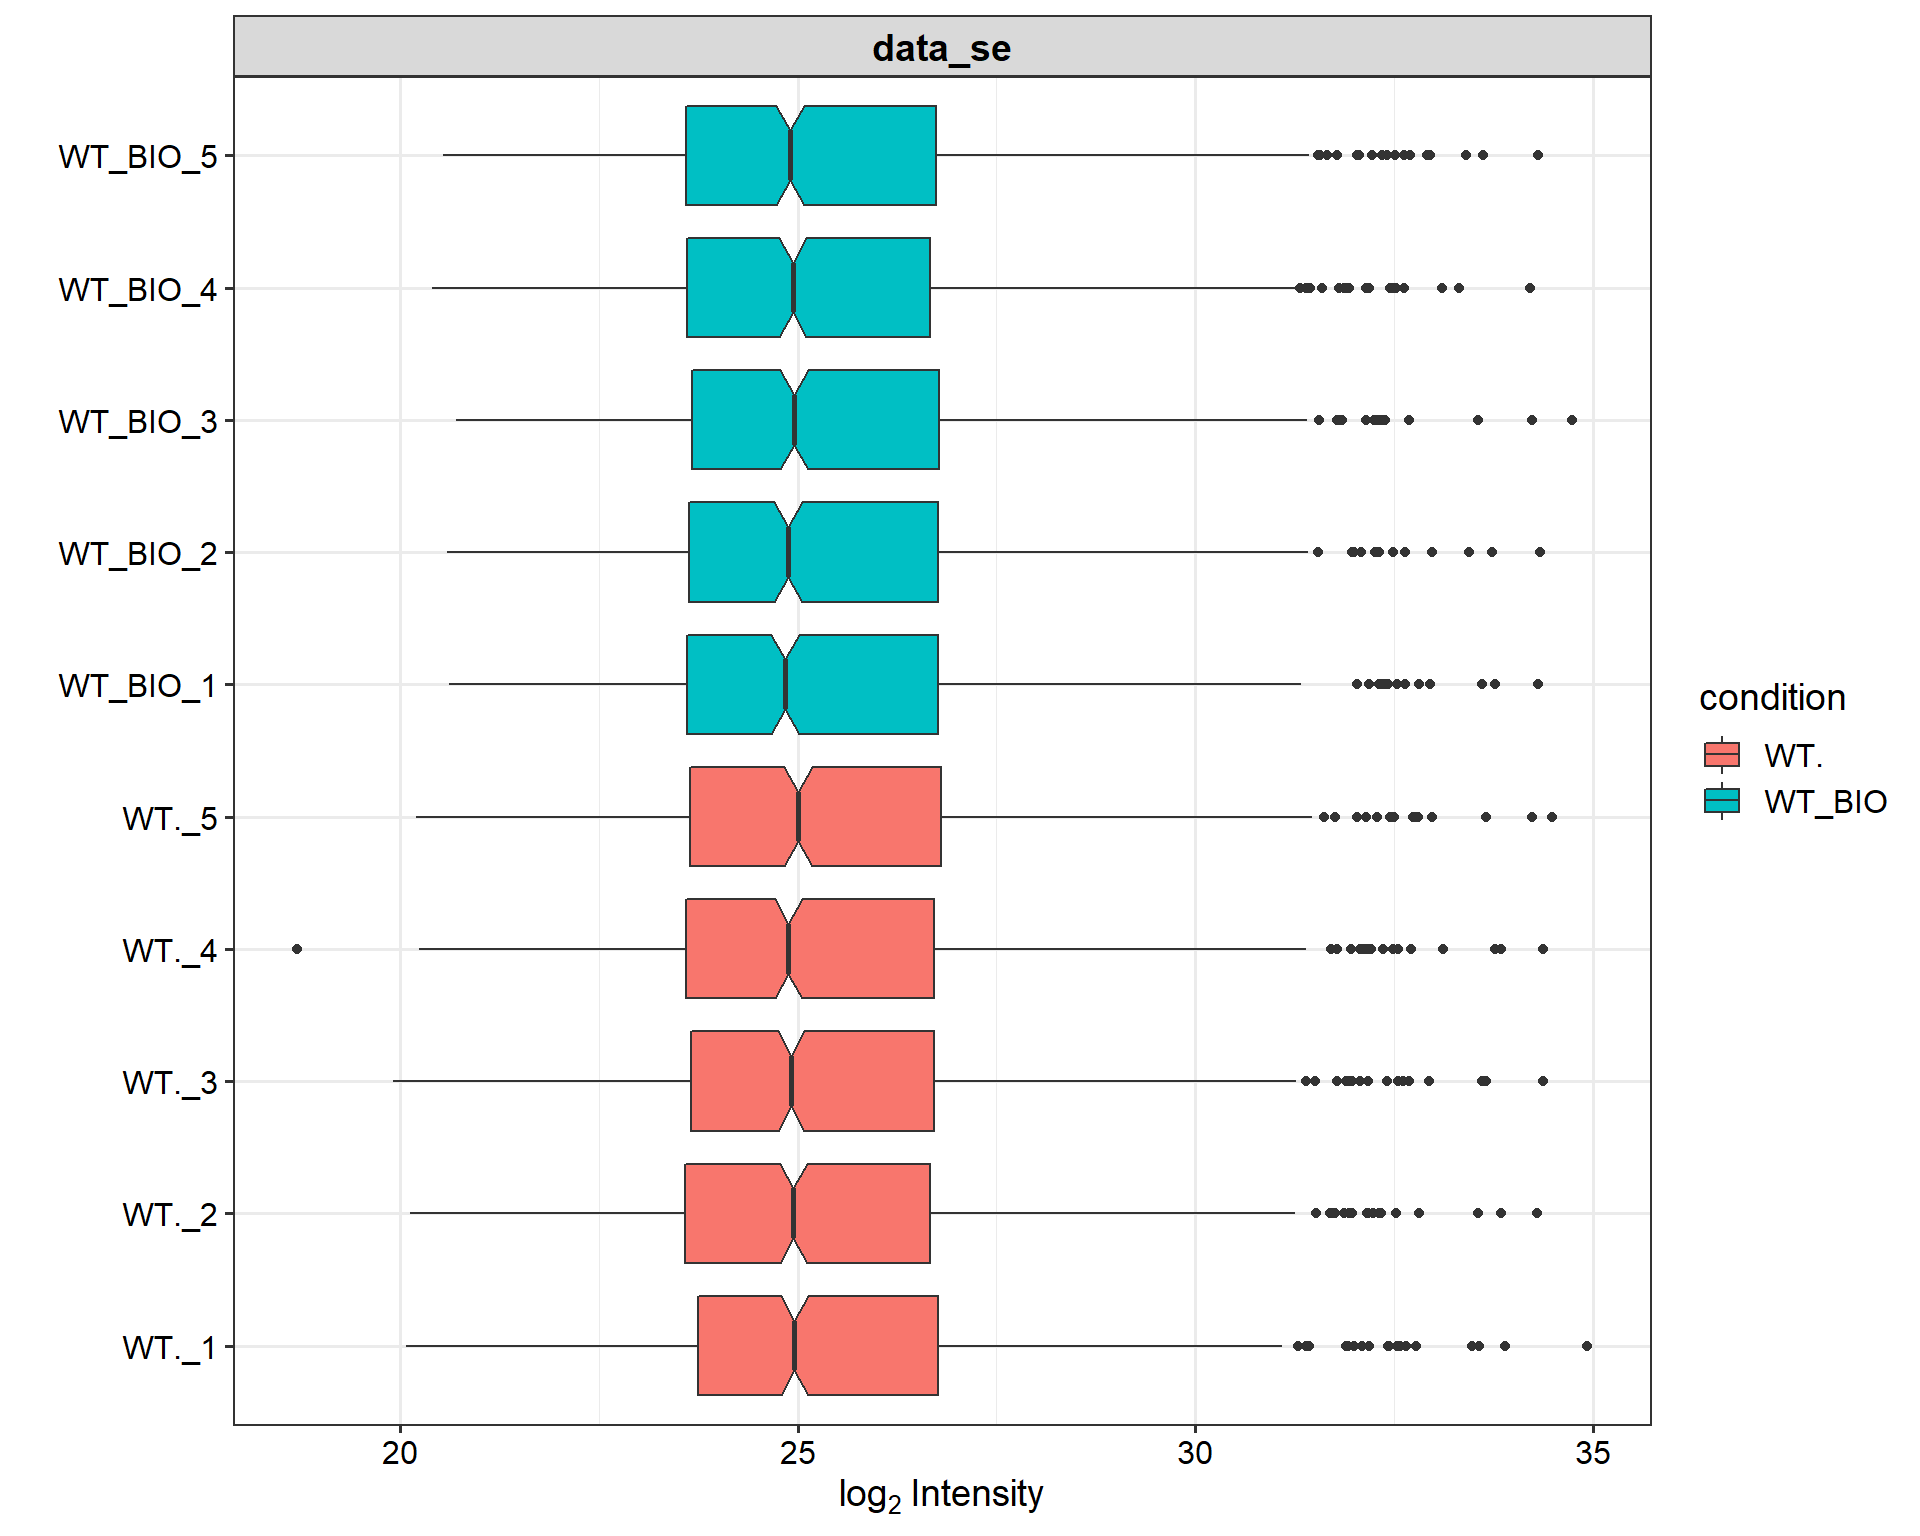 data_se
WT_BIO_5
WT_BIO_4
WT_BIO_3
WT_BIO_2
WT_BIO_1
WT._5
WT._4
WT._3
WT._2
WT._1
20 25 30 35
log₂ Intensity
condition
WT.
WT_BIO